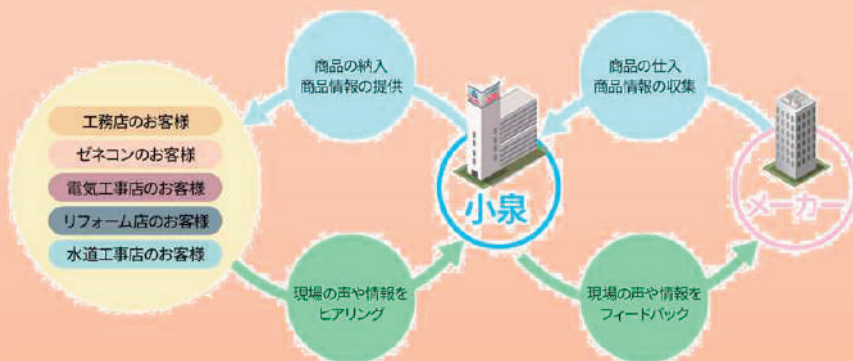 商品の納入
商品情報の提供
商品の仕入
商品情報の収集
工務店のお客様
ゼネコンのお客様
電気工事店のお客様
リフォーム店のお客様
水道工事店のお客様
小泉
メーカー
現場の声や情報を
ヒアリング
現場の声や情報を
フィードバック